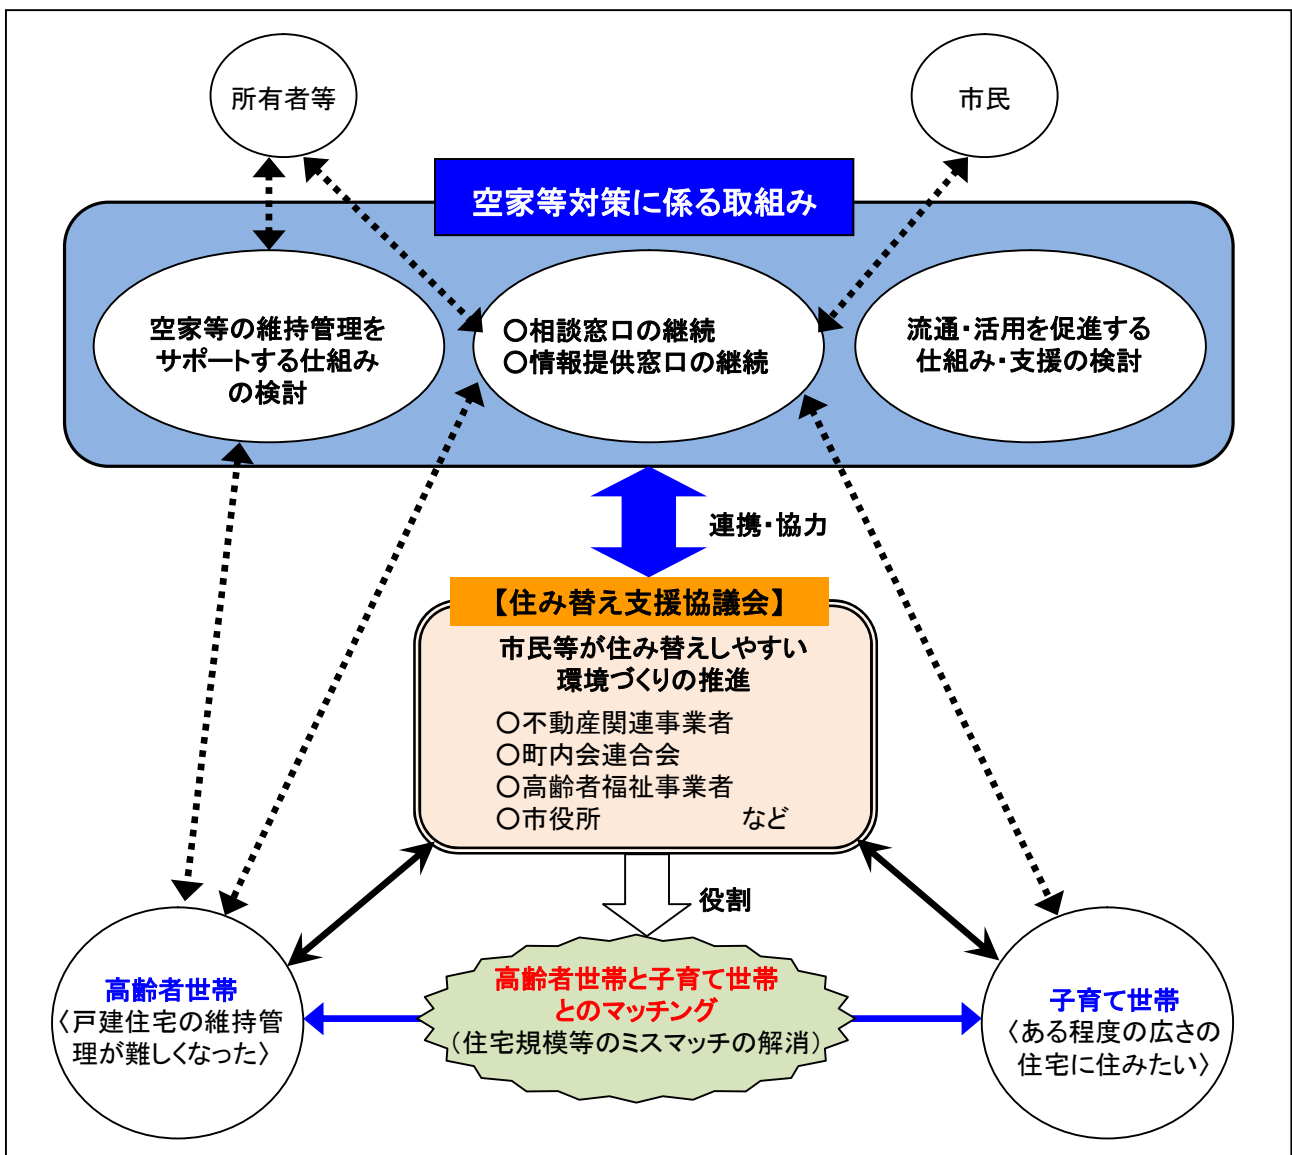 所有者等
市民
空家等対策に係る取組み
空家等の維持管理を
サポートする仕組み
の検討
○相談窓口の継続
○情報提供窓口の継続
流通・活用を促進する
仕組み・支援の検討
連携・協力
【住み替え支援協議会】
市民等が住み替えしやすい
環境づくりの推進
○不動産関連事業者
○町内会連合会
○高齢者福祉事業者
○市役所 など
役割
高齢者世帯と子育て世帯
とのマッチング
（住宅規模等のミスマッチの解消）
高齢者世帯
〈戸建住宅の維持管
理が難しくなった〉
子育て世帯
〈ある程度の広さの
住宅に住みたい〉